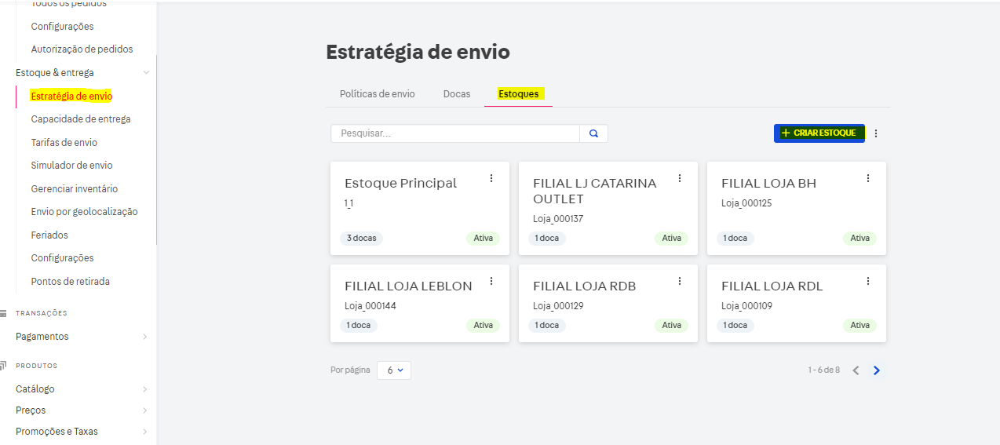 Todos os pedidos
Configurações
Autorização de pedidos
Estoque & entrega
Estratégia de envio
Capacidade de entrega
Tarifas de envio
Simulador de envio
Gerenciar inventário
Envio por geolocalização
Feriados
Configurações
Pontos de retirada
TRANSAÇÕES
Pagamentos
PRODUTOS
Catálogo
Preços
Promoções e Taxas
Estratégia de envio
Políticas de envio Docas Estoques
Pesquisar...
+ CRIAR ESTOQUE
Estoque Principal
1_1
3 docas Ativa
FILIAL LJ CATARINA
OUTLET
Loja_000137
1 doca Ativa
FILIAL LOJA BH
Loja_000125
1 doca Ativa
FILIAL LOJA LEBLON
Loja_000144
1 doca Ativa
FILIAL LOJA RDB
Loja_000129
1 doca Ativa
FILIAL LOJA RDL
Loja_000109
1 doca Ativa
Por página 6
1 - 6 de 8